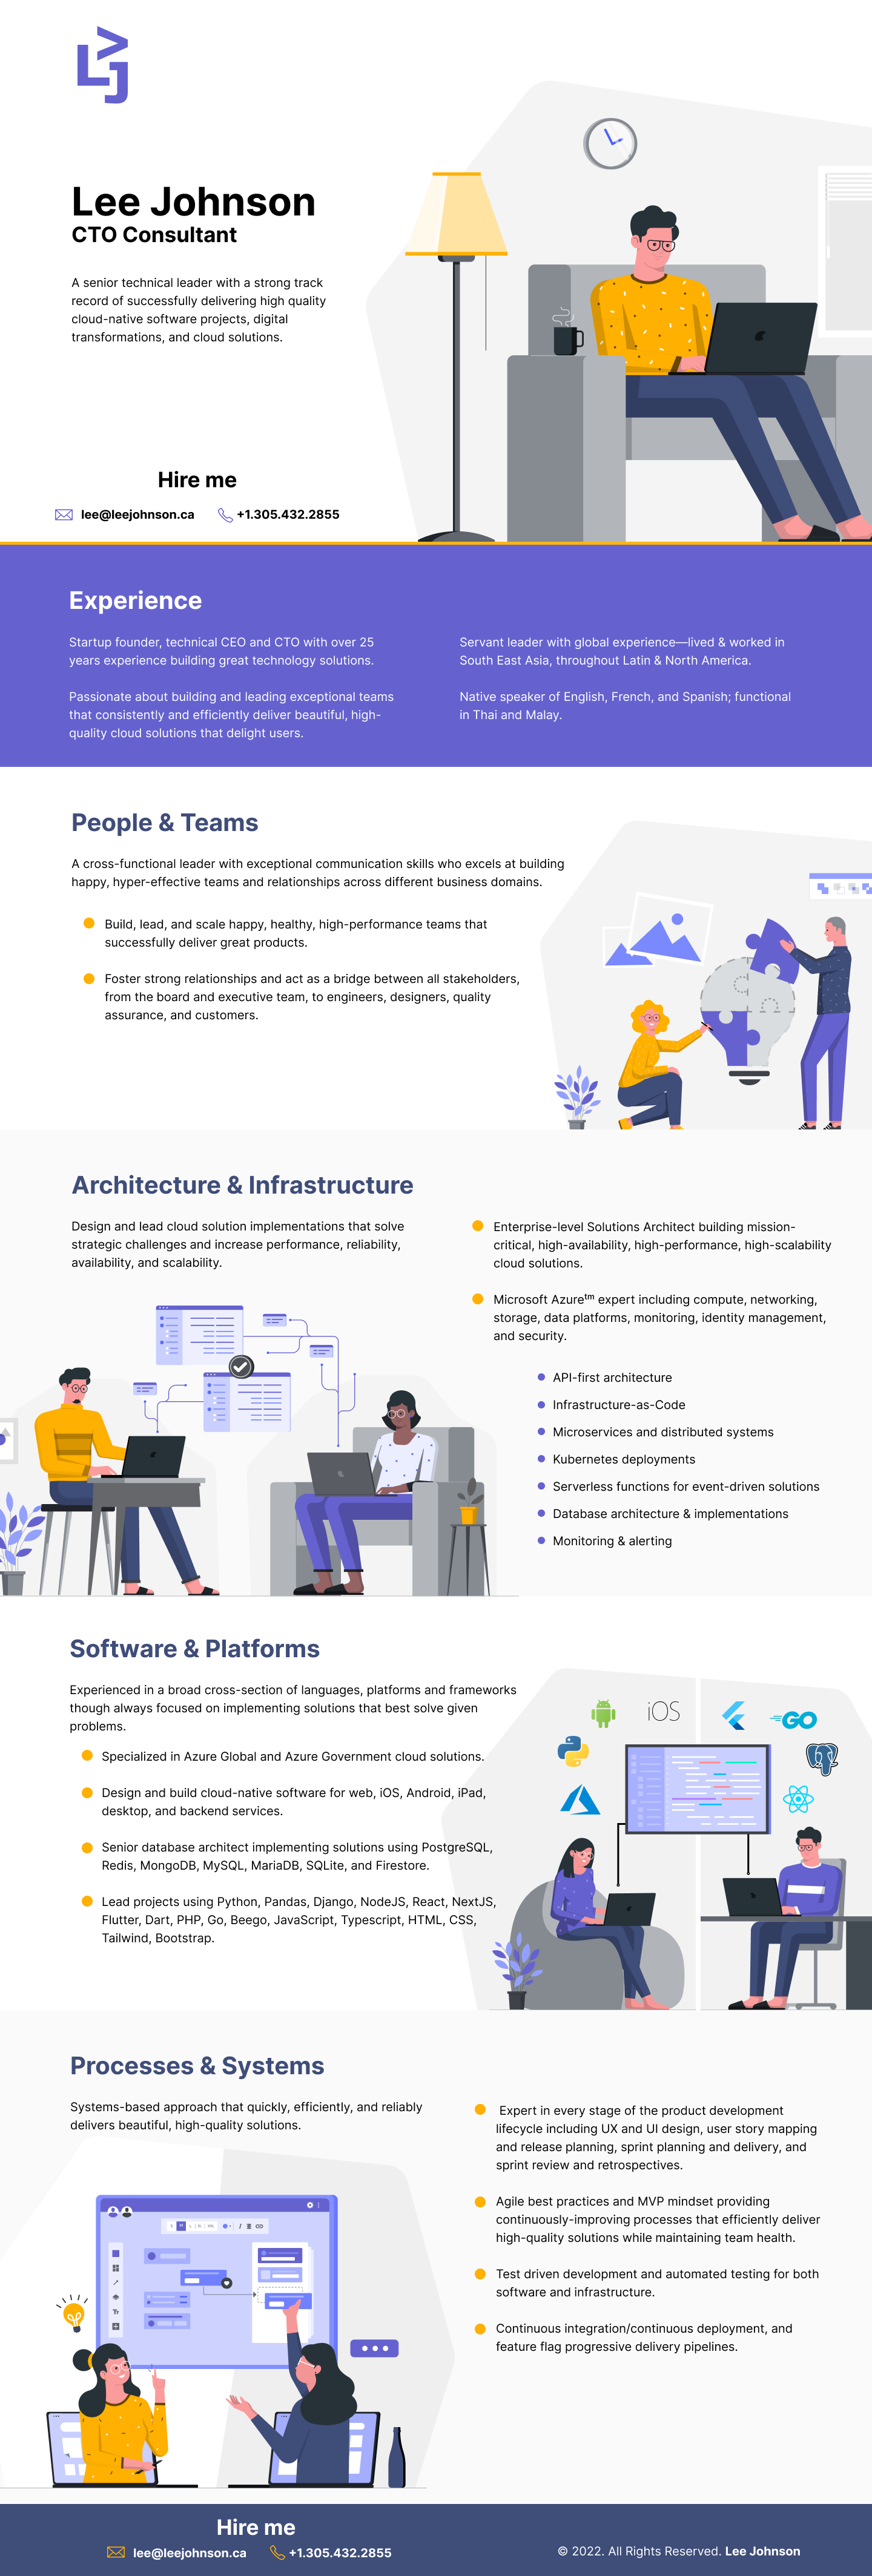 Lee Johnson
CTO Consultant
A senior technical leader with a strong track
record of successfully delivering high quality
cloud-native software projects, digital
transformations, and cloud solutions.
Hire me
lee@leejohnson.ca
+1.305.432.2855
Experience
Startup founder, technical CEO and CTO with over 25
years experience building great technology solutions.
Passionate about building and leading exceptional teams
that consistently and efficiently deliver beautiful, high-
quality cloud solutions that delight users.
Servant leader with global experience—lived & worked in
South East Asia, throughout Latin & North America.
Native speaker of English, French, and Spanish; functional
in Thai and Malay.
People & Teams
A cross-functional leader with exceptional communication skills who excels at building
happy, hyper-effective teams and relationships across different business domains.
Build, lead, and scale happy, healthy, high-performance teams that
successfully deliver great products.
Foster strong relationships and act as a bridge between all stakeholders,
from the board and executive team, to engineers, designers, quality
assurance, and customers.
Architecture & Infrastructure
Design and lead cloud solution implementations that solve
strategic challenges and increase performance, reliability,
availability, and scalability.
Enterprise-level Solutions Architect building mission-
critical, high-availability, high-performance, high-scalability
cloud solutions.
Microsoft Azure™ expert including compute, networking,
storage, data platforms, monitoring, identity management,
and security.
API-first architecture
Infrastructure-as-Code
Microservices and distributed systems
Kubernetes deployments
Serverless functions for event-driven solutions
Database architecture & implementations
Monitoring & alerting
Software & Platforms
Experienced in a broad cross-section of languages, platforms and frameworks
though always focused on implementing solutions that best solve given
problems.
Specialized in Azure Global and Azure Government cloud solutions.
Design and build cloud-native software for web, iOS, Android, iPad,
desktop, and backend services.
Senior database architect implementing solutions using PostgreSQL,
Redis, MongoDB, MySQL, MariaDB, SQLite, and Firestore.
Lead projects using Python, Pandas, Django, NodeJS, React, NextJS,
Flutter, Dart, PHP, Go, Beego, JavaScript, Typescript, HTML, CSS,
Tailwind, Bootstrap.
iOS
GO
Processes & Systems
Systems-based approach that quickly, efficiently, and reliably
delivers beautiful, high-quality solutions.
Expert in every stage of the product development
lifecycle including UX and UI design, user story mapping
and release planning, sprint planning and delivery, and
sprint review and retrospectives.
Agile best practices and MVP mindset providing
continuously-improving processes that efficiently deliver
high-quality solutions while maintaining team health.
Test driven development and automated testing for both
software and infrastructure.
Continuous integration/continuous deployment, and
feature flag progressive delivery pipelines.
Hire me
lee@leejohnson.ca
+1.305.432.2855
© 2022. All Rights Reserved. Lee Johnson